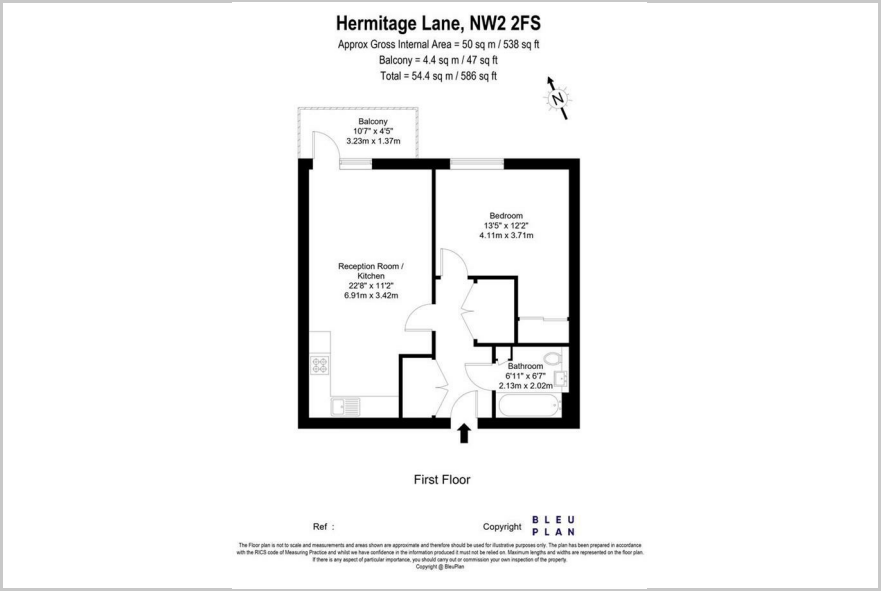 Hermitage Lane, NW2 2FS
Approx Gross Internal Area = 50 sq m / 538 sq ft
Balcony = 4.4 sq m / 47 sq ft
Total = 54.4 sq m / 586 sq ft
N
Balcony
10'7" x 4'5"
3.23m x 1.37m
Bedroom
13'5" x 12'2"
4.11m x 3.71m
Reception Room /
Kitchen
22'8" x 11'2"
6.91m x 3.42m
Bathroom
6'11" x 6'7"
2.13m x 2.02m
First Floor
Ref :
Copyright
BLEU
PLAN
The Floor plan is not to scale and measurements and areas shown are approximate and therefore should be used for illustrative purposes only. The plan has been prepared in accordance
with the RICS code of Measuring Practice and whilst we have confidence in the information produced it must not be relied on. Maximum lengths and widths are represented on the floor plan.
If there is any aspect of particular importance, you should carry out or commission your own inspection of the property.
Copyright @ BleuPlan